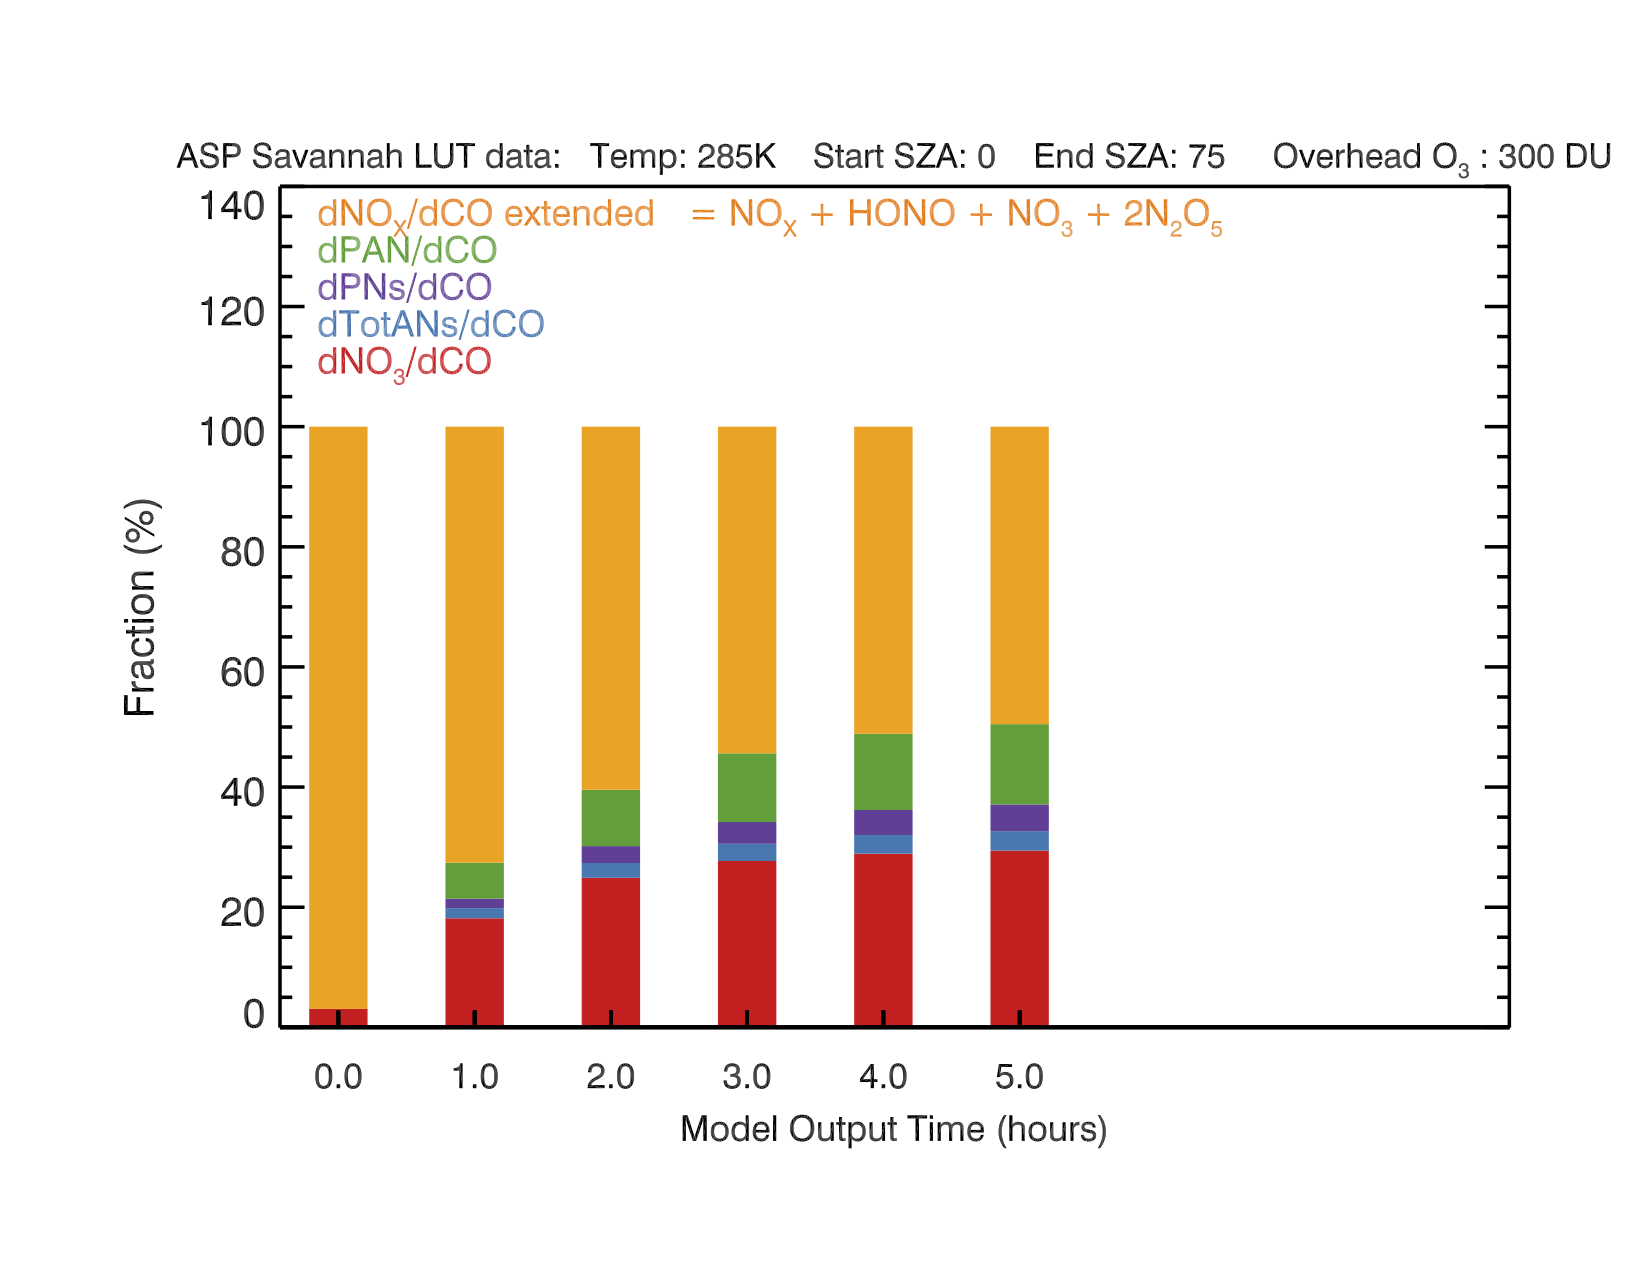 ASP Savannah LUT data: Temp: 285K Start SZA: 0 End SZA: 75 Overhead O₃ : 300 DU
dNOₓ/dCO extended = NOₓ + HONO + NO₃ + 2N₂O₅
dPAN/dCO
dPNs/dCO
dTotANs/dCO
dNO₃/dCO
Fraction (%)
140
120
100
80
60
40
20
0
0.0 1.0 2.0 3.0 4.0 5.0
Model Output Time (hours)